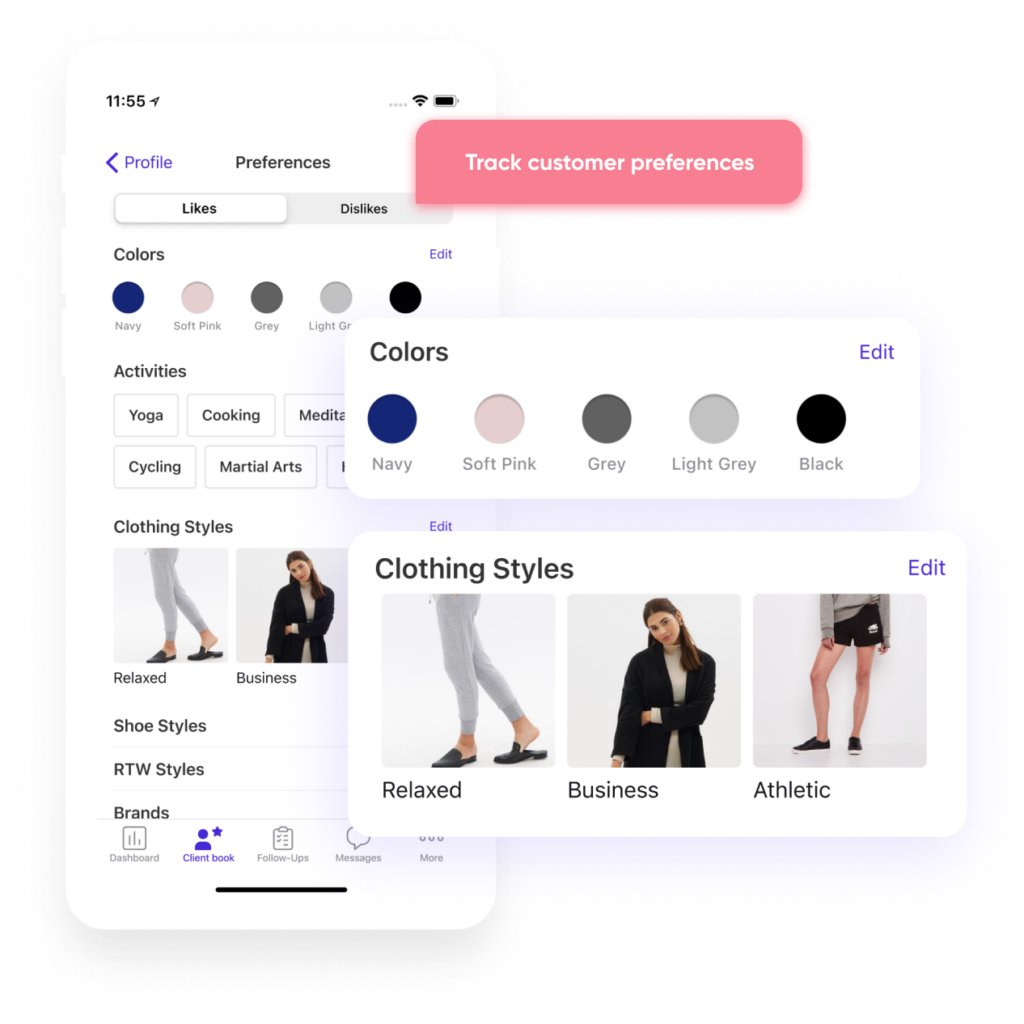 11:55
Profile
Preferences
Track customer preferences
Likes
Dislikes
Colors
Edit
Navy
Soft Pink
Grey
Light Gr
Activities
Yoga
Cooking
Medita
Cycling
Martial Arts
Clothing Styles
Edit
Relaxed
Business
Shoe Styles
RTW Styles
Brands
Dashboard
Client book
Follow-Ups
Messages
More
Colors
Edit
Navy
Soft Pink
Grey
Light Grey
Black
Clothing Styles
Edit
Relaxed
Business
Athletic